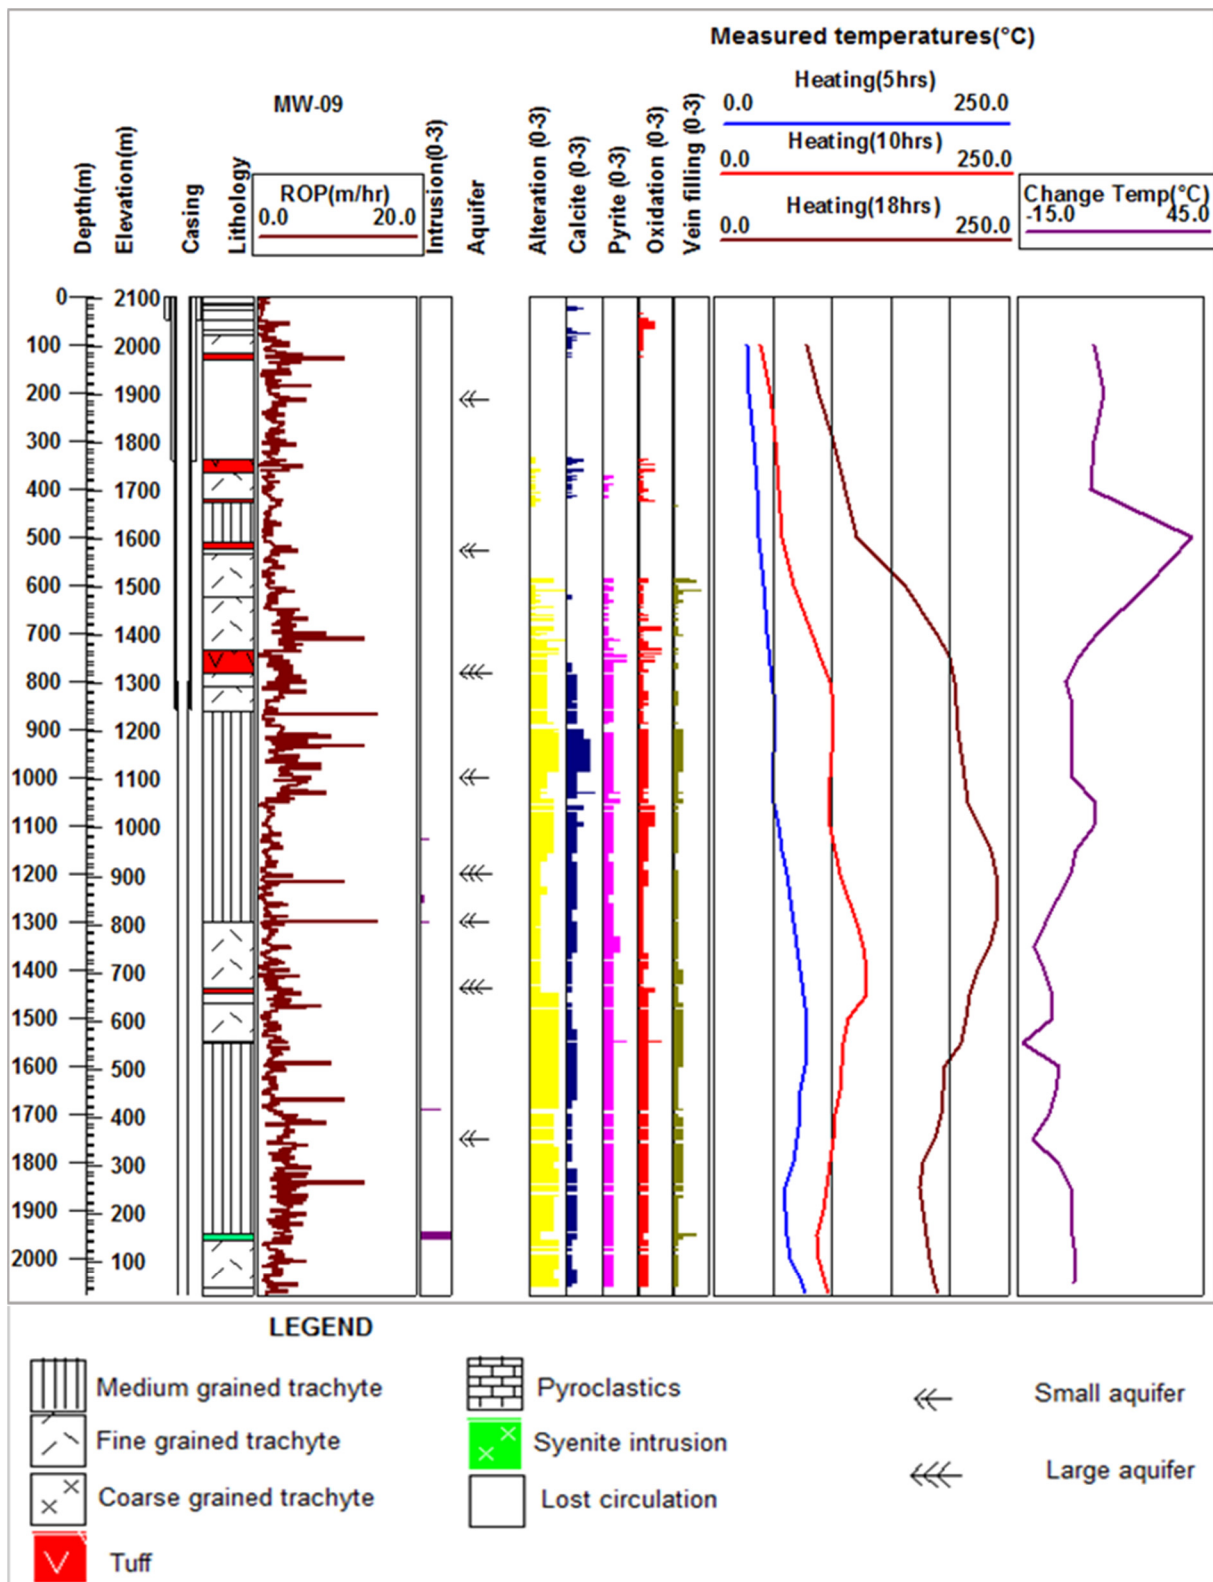 Measured temperatures(°C)
Heating(5hrs)
0.0 250.0
MW-09
Heating(10hrs)
0.0 250.0
Depth(m)
Elevation(m)
Casing
Lithology
ROP(m/hr)
0.0 20.0
Intrusion(0-3)
Aquifer
Alteration (0-3)
Calcite (0-3)
Pyrite (0-3)
Oxidation (0-3)
Vein filling (0-3)
Heating(18hrs)
0.0 250.0
Change Temp(°C)
-15.0 45.0
0 2100
100 2000
200 1900
300 1800
400 1700
500 1600
600 1500
700 1400
800 1300
900 1200
1000 1100
1100 1000
1200 900
1300 800
1400 700
1500 600
1600 500
1700 400
1800 300
1900 200
2000 100
LEGEND
Medium grained trachyte
Pyroclastics
Small aquifer
Fine grained trachyte
Syenite intrusion
Large aquifer
Coarse grained trachyte
Lost circulation
Tuff